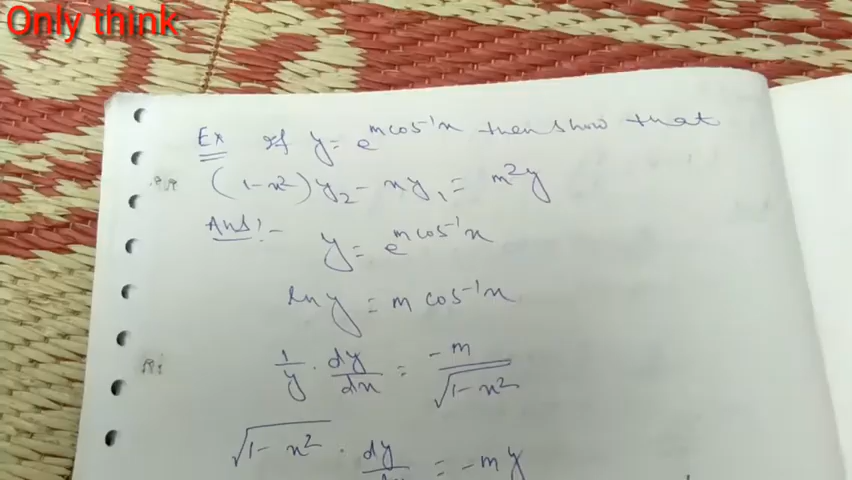 Only think
Ex If y = e^{m cos⁻¹x} then show that
(1-x²)y₂ - xy₁ = m²y
Ans:- y = e^{m cos⁻¹x}
ln y = m cos⁻¹x
1/y · dy/dx = -m/√(1-x²)
√(1-x²) · dy/dx = -my